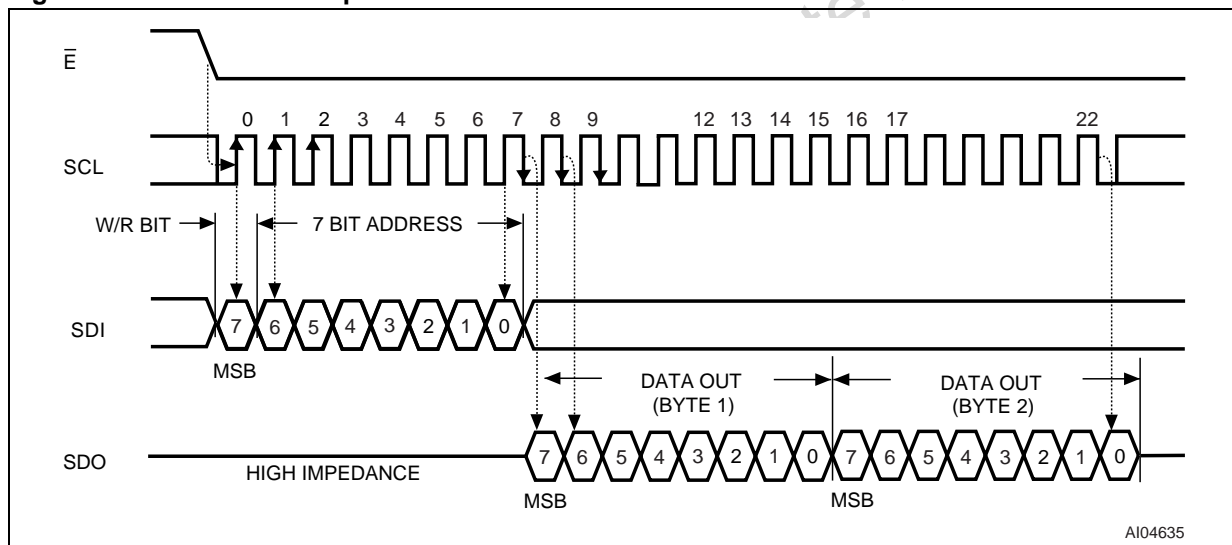 E̅
0 1 2 3 4 5 6 7 8 9 12 13 14 15 16 17 22
SCL
W/R BIT 7 BIT ADDRESS
SDI 7 6 5 4 3 2 1 0
MSB
DATA OUT DATA OUT
(BYTE 1) (BYTE 2)
SDO HIGH IMPEDANCE 7 6 5 4 3 2 1 0 7 6 5 4 3 2 1 0
MSB MSB
AI04635